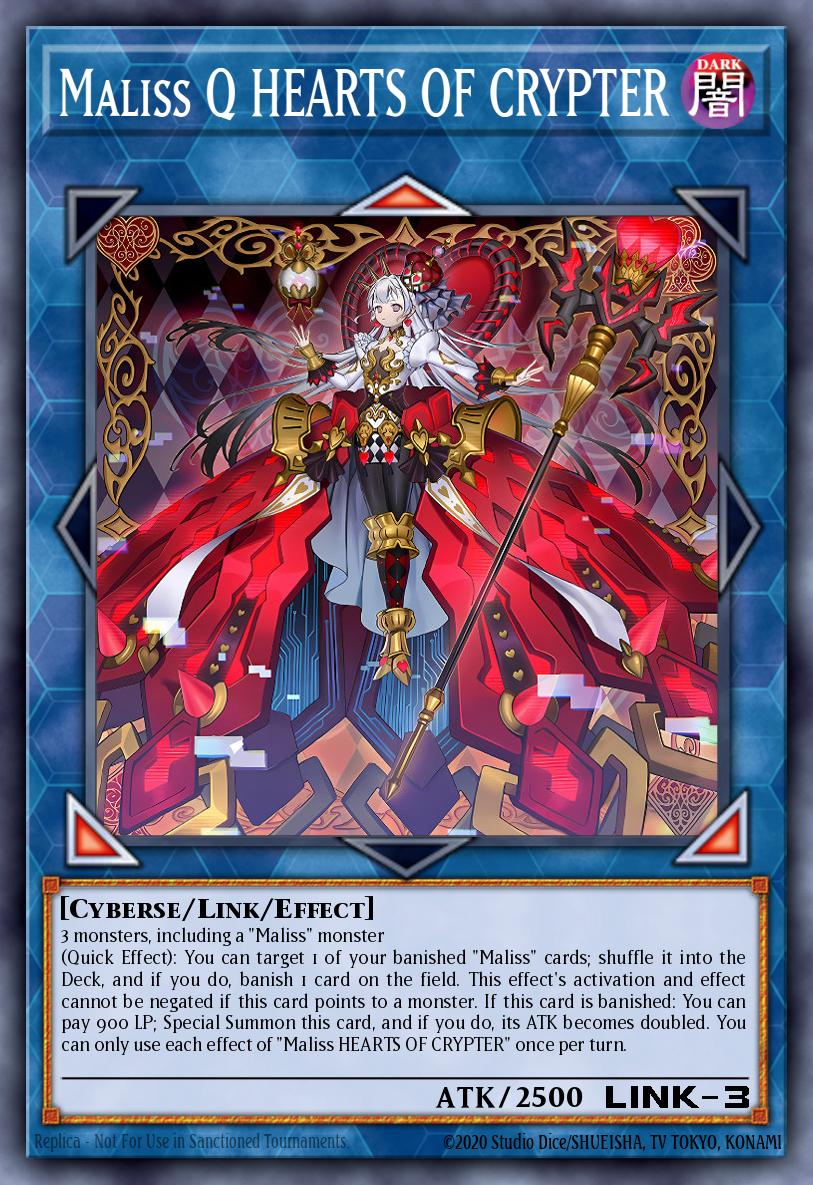 Maliss Q HEARTS OF CRYPTER
DARK
闇
[Cyberse/Link/Effect]
3 monsters, including a "Maliss" monster
(Quick Effect): You can target 1 of your banished "Maliss" cards; shuffle it into the
Deck, and if you do, banish 1 card on the field. This effect's activation and effect
cannot be negated if this card points to a monster. If this card is banished: You can
pay 900 LP; Special Summon this card, and if you do, its ATK becomes doubled. You
can only use each effect of "Maliss HEARTS OF CRYPTER" once per turn.
ATK/2500 LINK-3
Replica - Not For Use in Sanctioned Tournaments. ©2020 Studio Dice/SHUEISHA, TV TOKYO, KONAMI